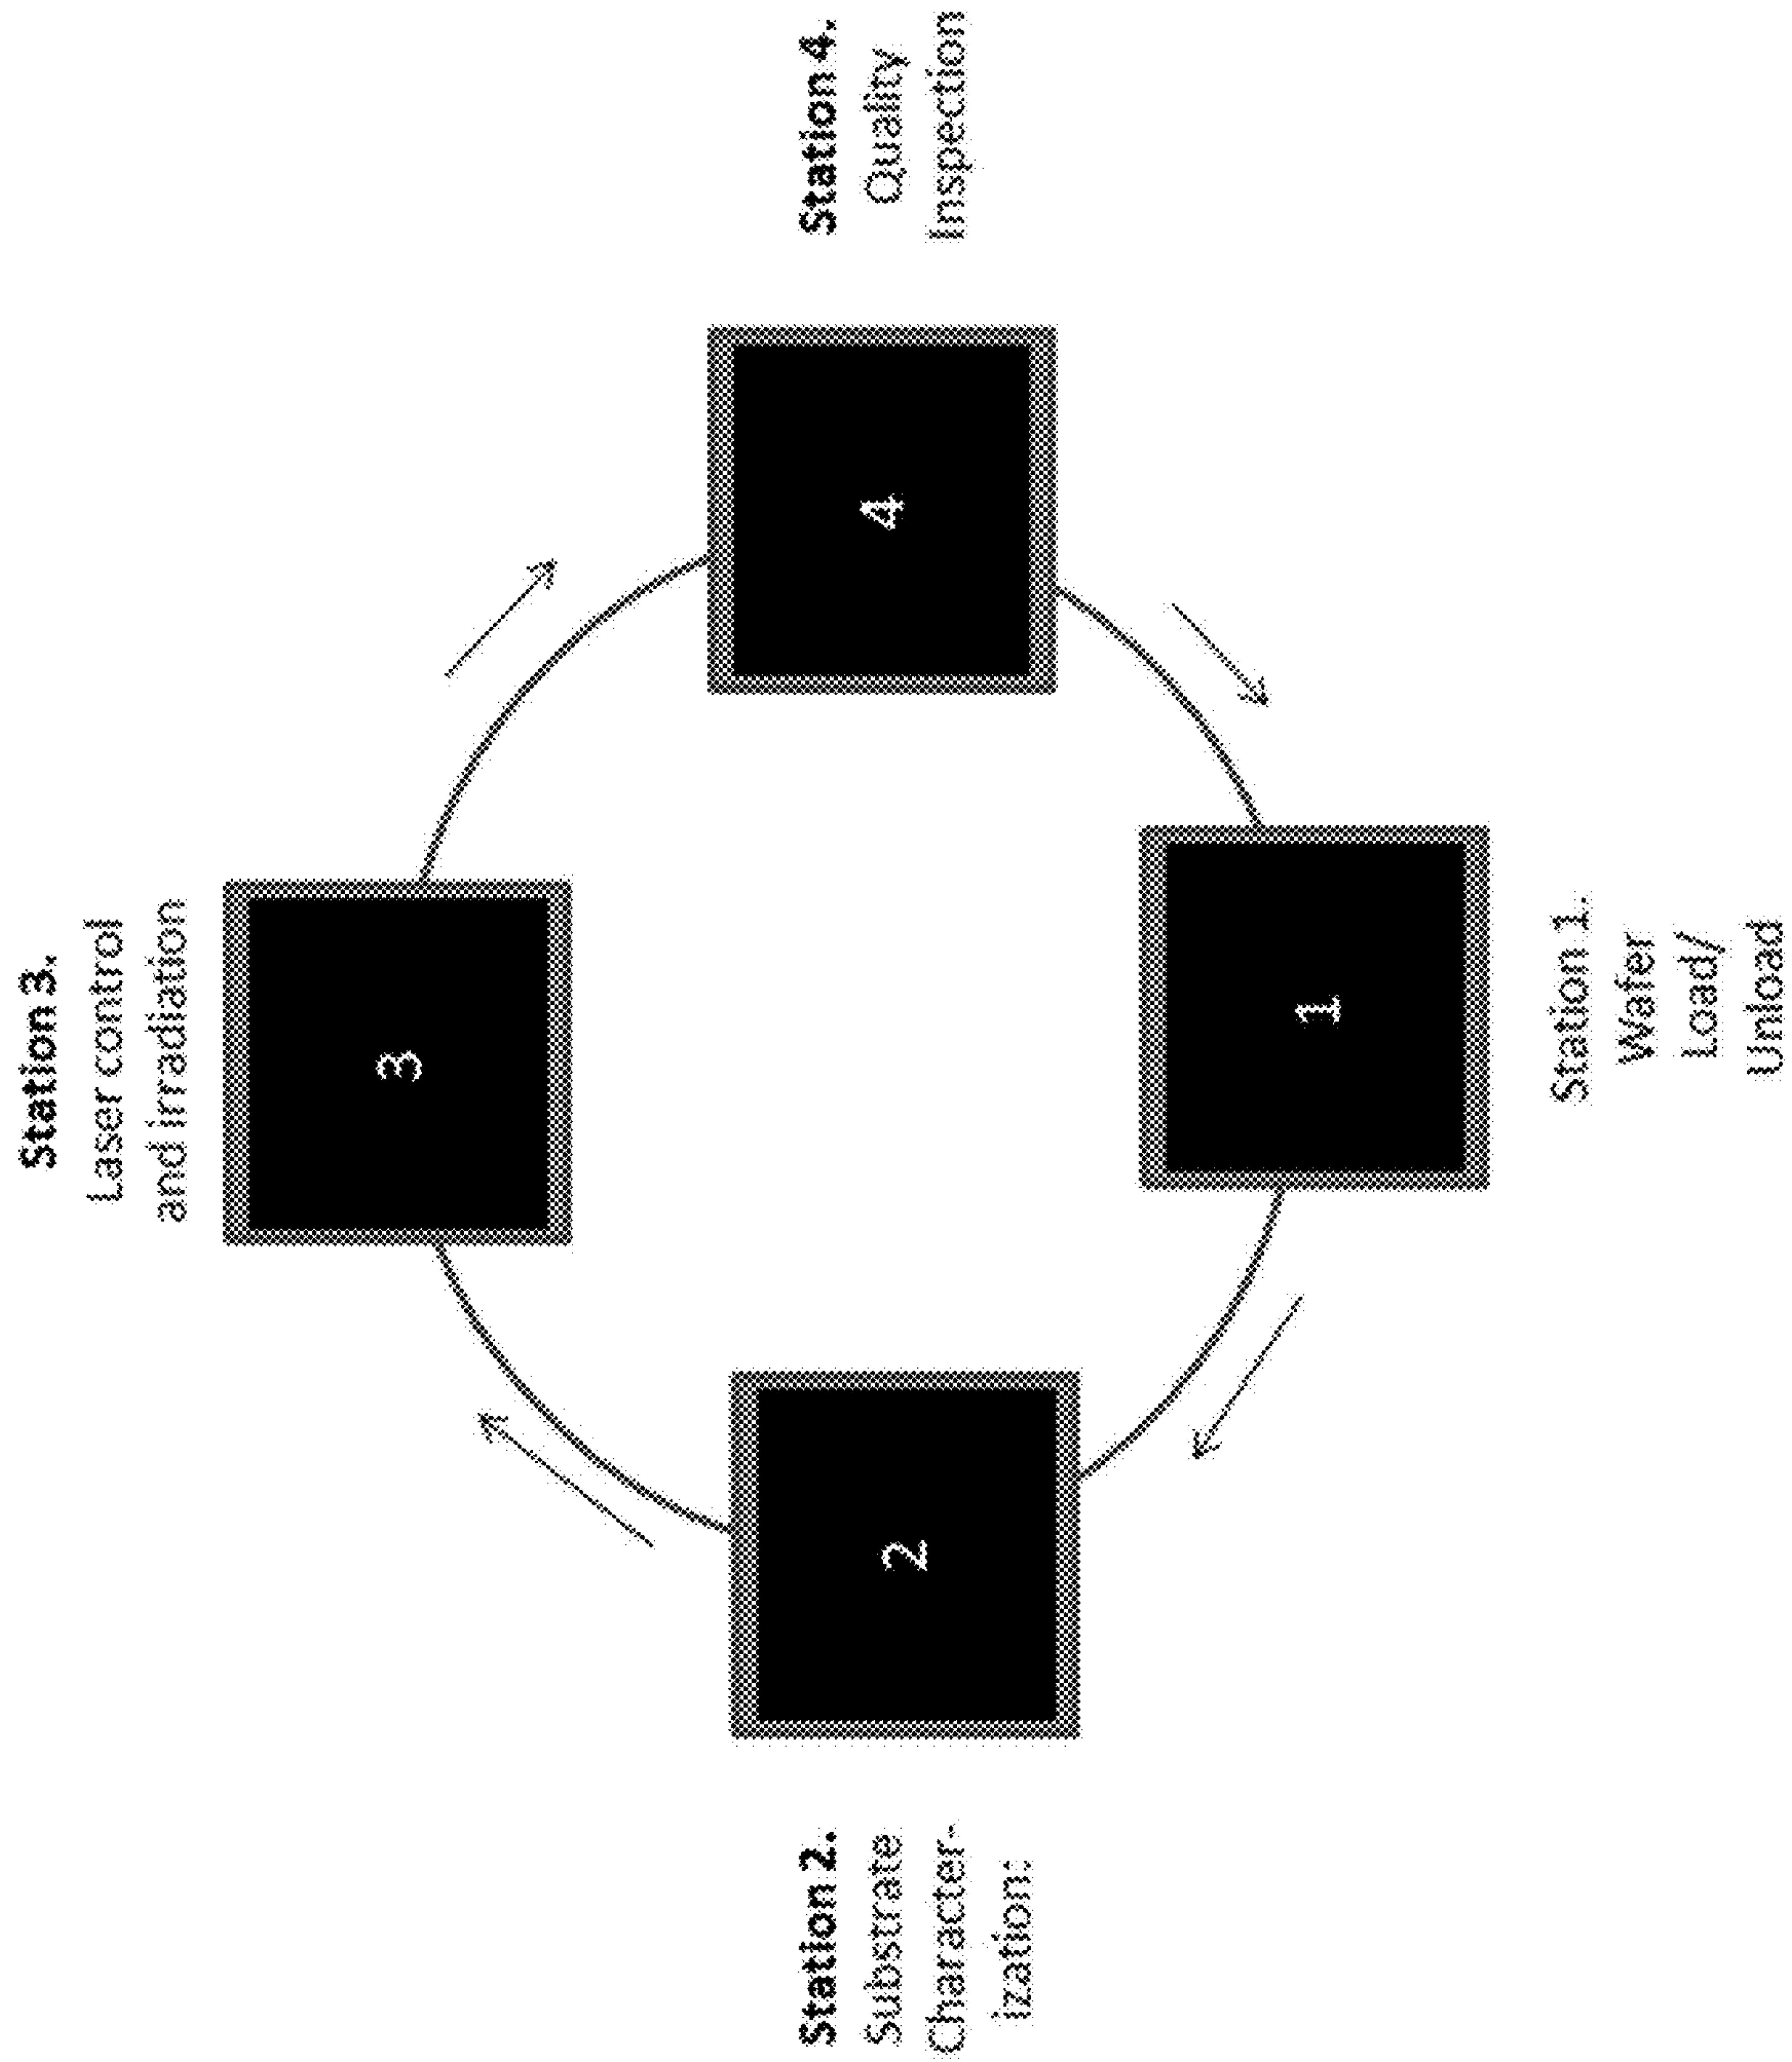 Station 3.
Laser control
and irradiation
3
Station 2.
Substrate
Character-
ization:
2
4
Station 4.
Quality
Inspection
1
Station 1.
Wafer
Load/
Unload